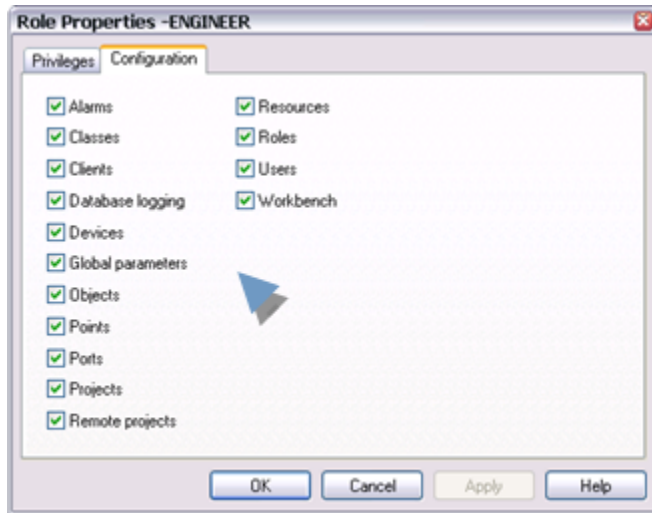 Role Properties -ENGINEER
Privileges Configuration
Alarms
Classes
Clients
Database logging
Devices
Global parameters
Objects
Points
Ports
Projects
Remote projects
Resources
Roles
Users
Workbench
OK Cancel Apply Help